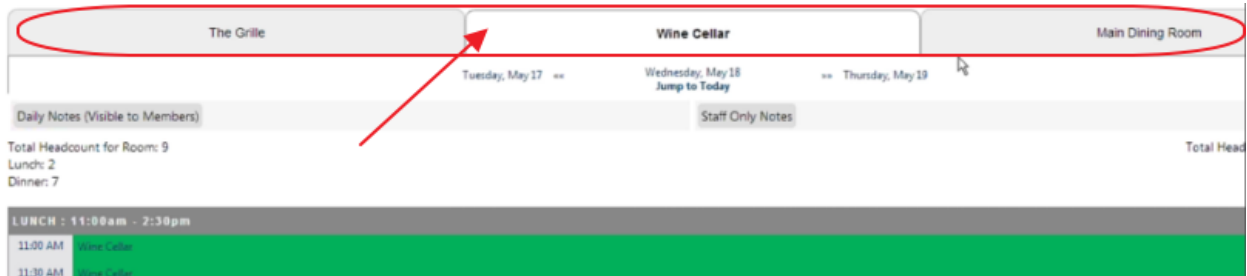 The Grille
Wine Cellar
Main Dining Room
Tuesday, May 17 «« Wednesday, May 18 »» Thursday, May 19
Jump to Today
Daily Notes (Visible to Members)
Staff Only Notes
Total Headcount for Room: 9
Total Head
Lunch: 2
Dinner: 7
LUNCH : 11:00am - 2:30pm
11:00 AM Wine Cellar
11:30 AM Wine Cellar